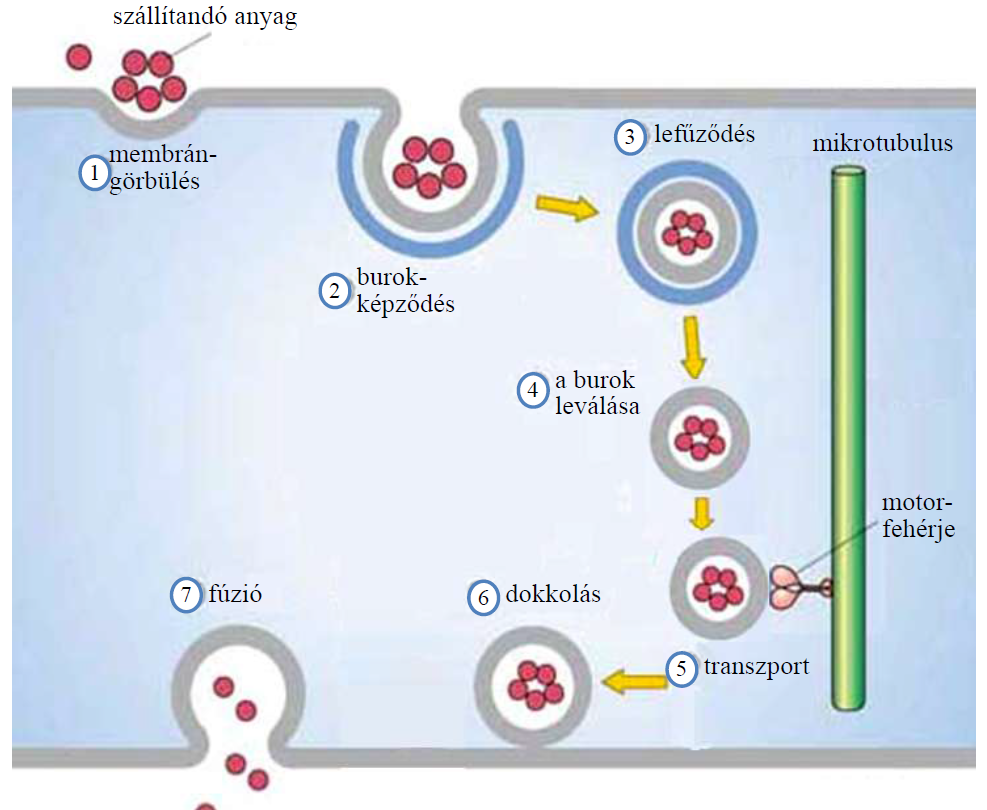 szállítandó anyag
1 membrán-
görbülés
2 burok-
képződés
3 lefűződés
mikrotubulus
4 a burok
leválása
motor-
fehérje
5 transzport
6 dokkolás
7 fúzió